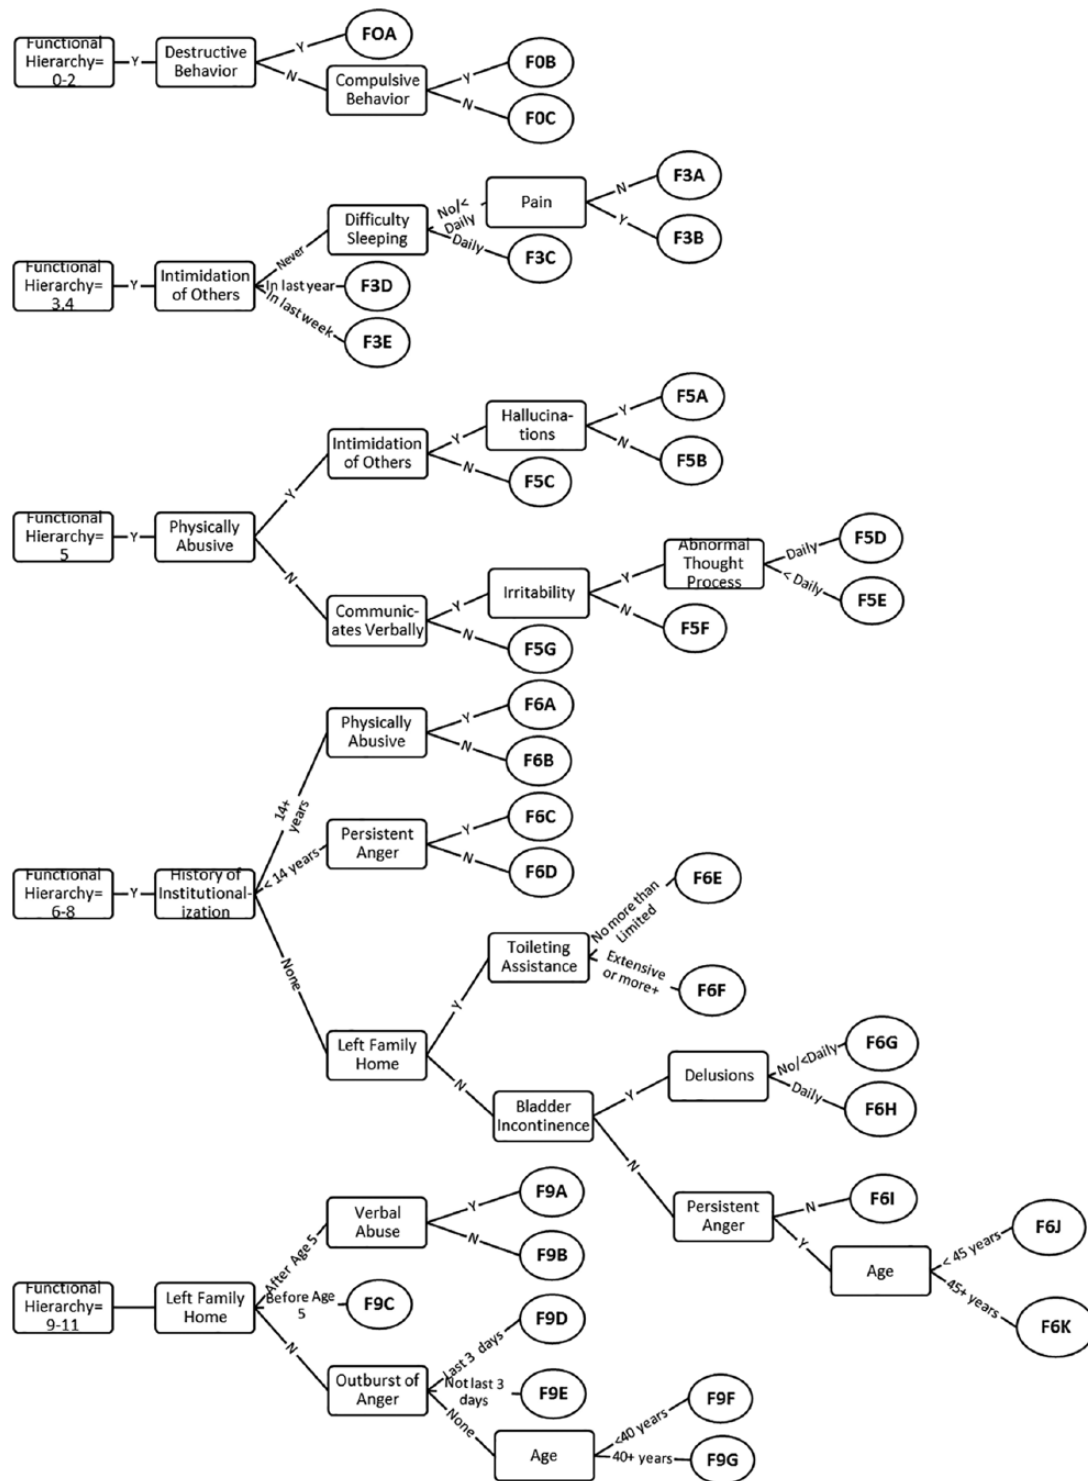 Functional
Hierarchy=
0-2
Y
Destructive
Behavior
Y
FOA
N
Compulsive
Behavior
Y
F0B
N
F0C
Functional
Hierarchy=
3,4
Y
Intimidation
of Others
Never
Difficulty
Sleeping
No/<
Daily
Pain
N
F3A
Y
F3B
Daily
F3C
In last year
F3D
In last week
F3E
Functional
Hierarchy=
5
Y
Physically
Abusive
Y
Intimidation
of Others
Y
Hallucina-
tions
Y
F5A
N
F5B
N
F5C
N
Communic-
ates Verbally
Y
Irritability
Y
Abnormal
Thought
Process
Daily
F5D
< Daily
F5E
N
F5F
N
F5G
Functional
Hierarchy=
6-8
Y
History of
Institutional-
ization
14+
years
Physically
Abusive
Y
F6A
N
F6B
< 14 years
Persistent
Anger
Y
F6C
N
F6D
None
Left Family
Home
Y
Toileting
Assistance
No more than
Limited
F6E
Extensive
or more+
F6F
N
Bladder
Incontinence
Y
Delusions
No/<Daily
F6G
Daily
F6H
N
Persistent
Anger
N
F6I
Y
Age
< 45 years
F6J
45+ years
F6K
Functional
Hierarchy=
9-11
Left Family
Home
After Age 5
Verbal
Abuse
Y
F9A
N
F9B
Before Age
5
F9C
N
Outburst of
Anger
Last 3 days
F9D
Not last 3
days
F9E
None
Age
<40 years
F9F
40+ years
F9G